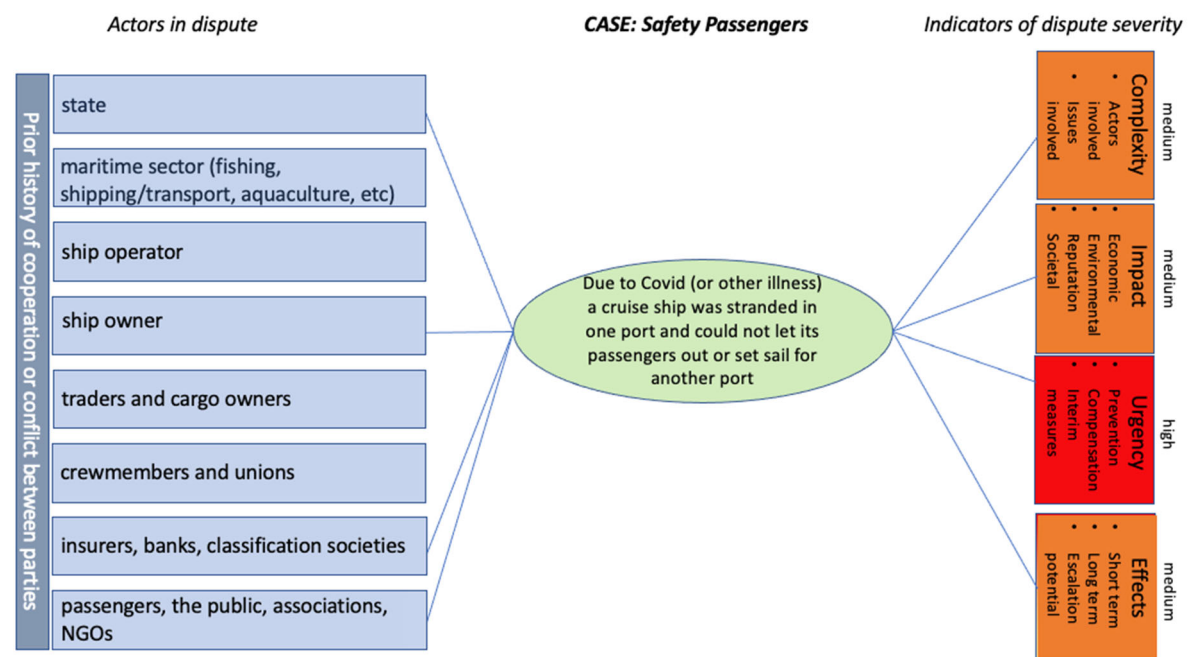 Actors in dispute
CASE: Safety Passengers
Indicators of dispute severity
Prior history of cooperation or conflict between parties
state
maritime sector (fishing,
shipping/transport, aquaculture, etc)
ship operator
ship owner
traders and cargo owners
crewmembers and unions
insurers, banks, classification societies
passengers, the public, associations,
NGOs
Due to Covid (or other illness)
a cruise ship was stranded in
one port and could not let its
passengers out or set sail for
another port
medium
Complexity
• Actors
involved
• Issues
involved
medium
Impact
• Economic
• Environmental
• Reputation
• Societal
high
Urgency
• Prevention
• Compensation
• Interim
measures
medium
Effects
• Short term
• Long term
• Escalation
potential